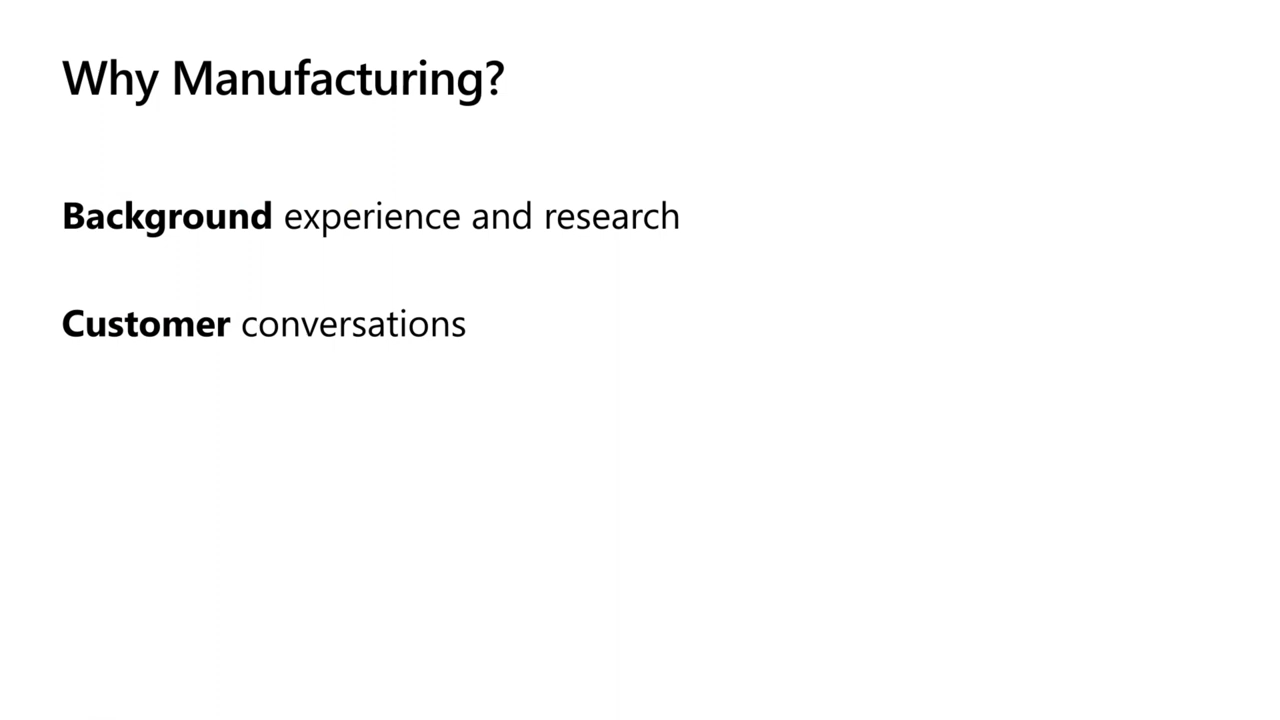 Why Manufacturing?
Background experience and research
Customer conversations